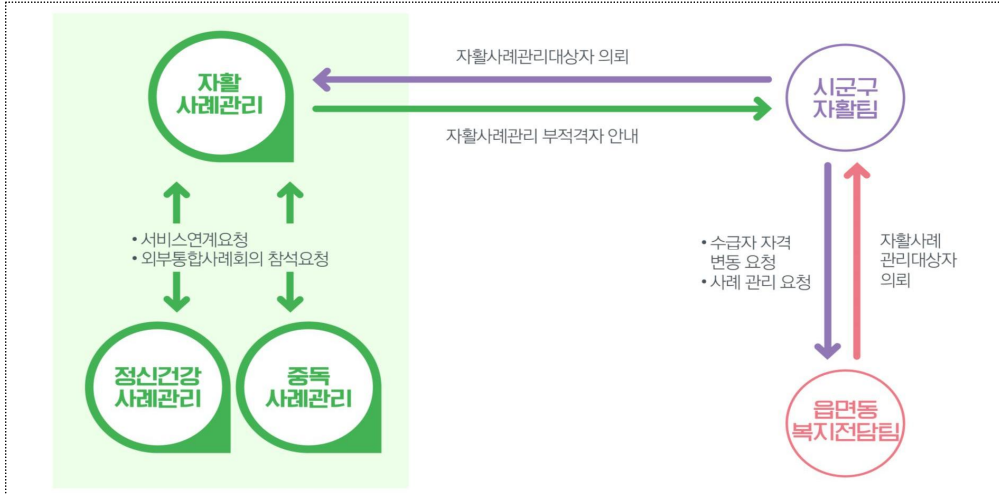 자활
사례관리
자활사례관리대상자 의뢰
자활사례관리 부적격자 안내
시군구
자활팀
• 서비스연계요청
• 외부통합사례회의 참석요청
• 수급자 자격
변동 요청
• 사례 관리 요청
자활사례
관리대상자
의뢰
정신건강
사례관리
중독
사례관리
읍면동
복지전담팀